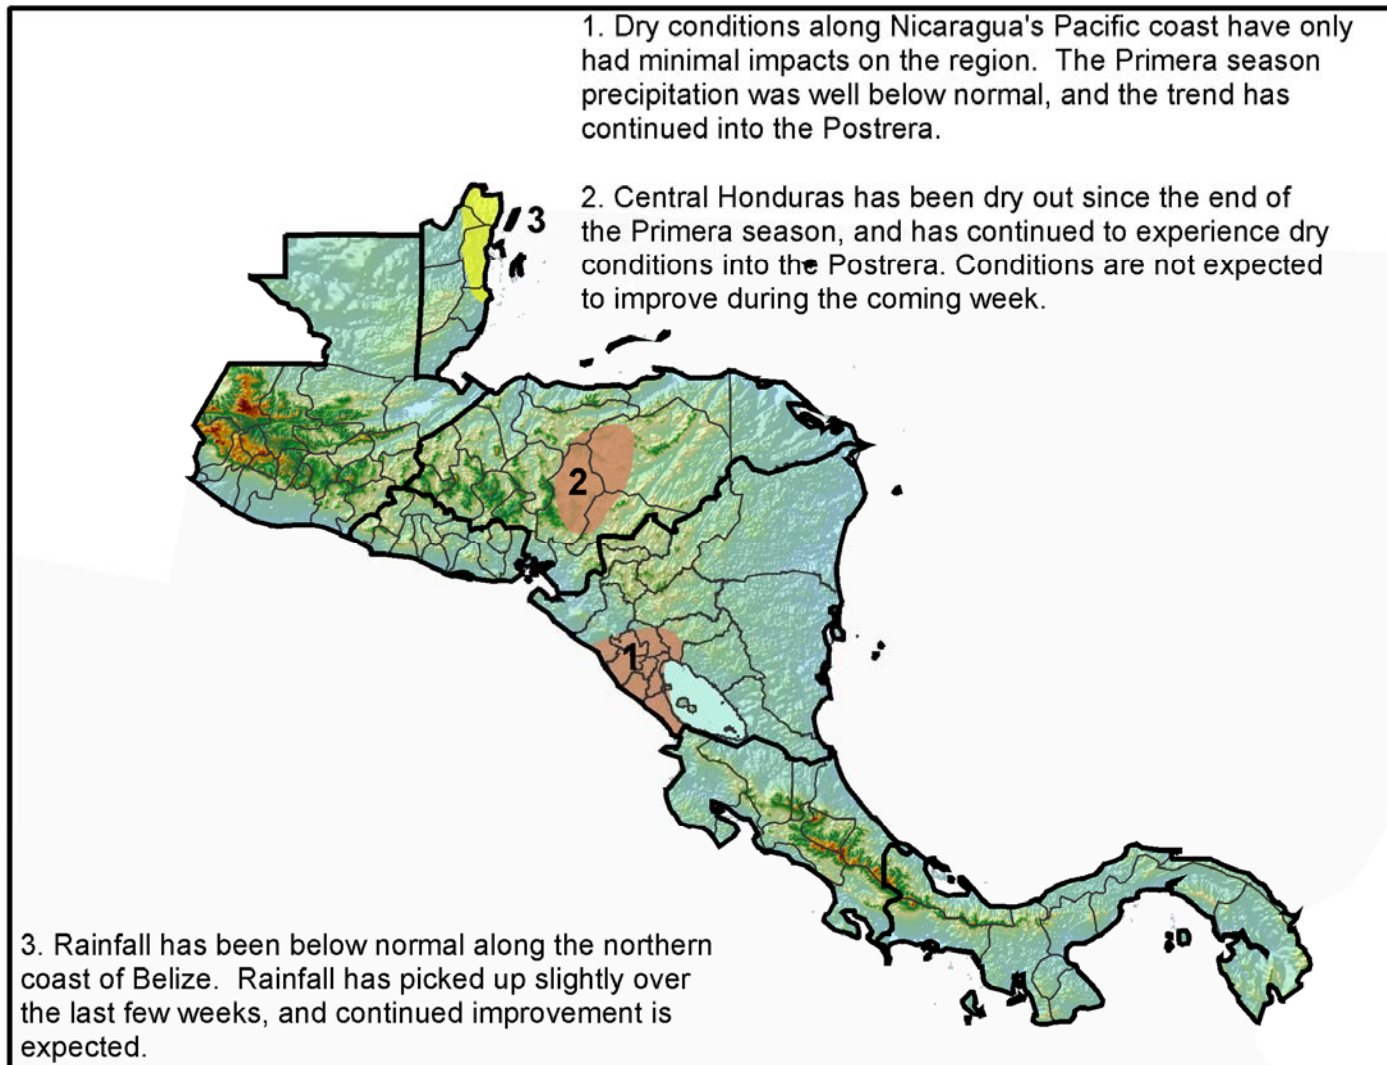 1. Dry conditions along Nicaragua's Pacific coast have only
had minimal impacts on the region.  The Primera season
precipitation was well below normal, and the trend has
continued into the Postrera.
2. Central Honduras has been dry out since the end of
the Primera season, and has continued to experience dry
conditions into the Postrera. Conditions are not expected
to improve during the coming week.
3
2
1
3. Rainfall has been below normal along the northern
coast of Belize.  Rainfall has picked up slightly over
the last few weeks, and continued improvement is
expected.